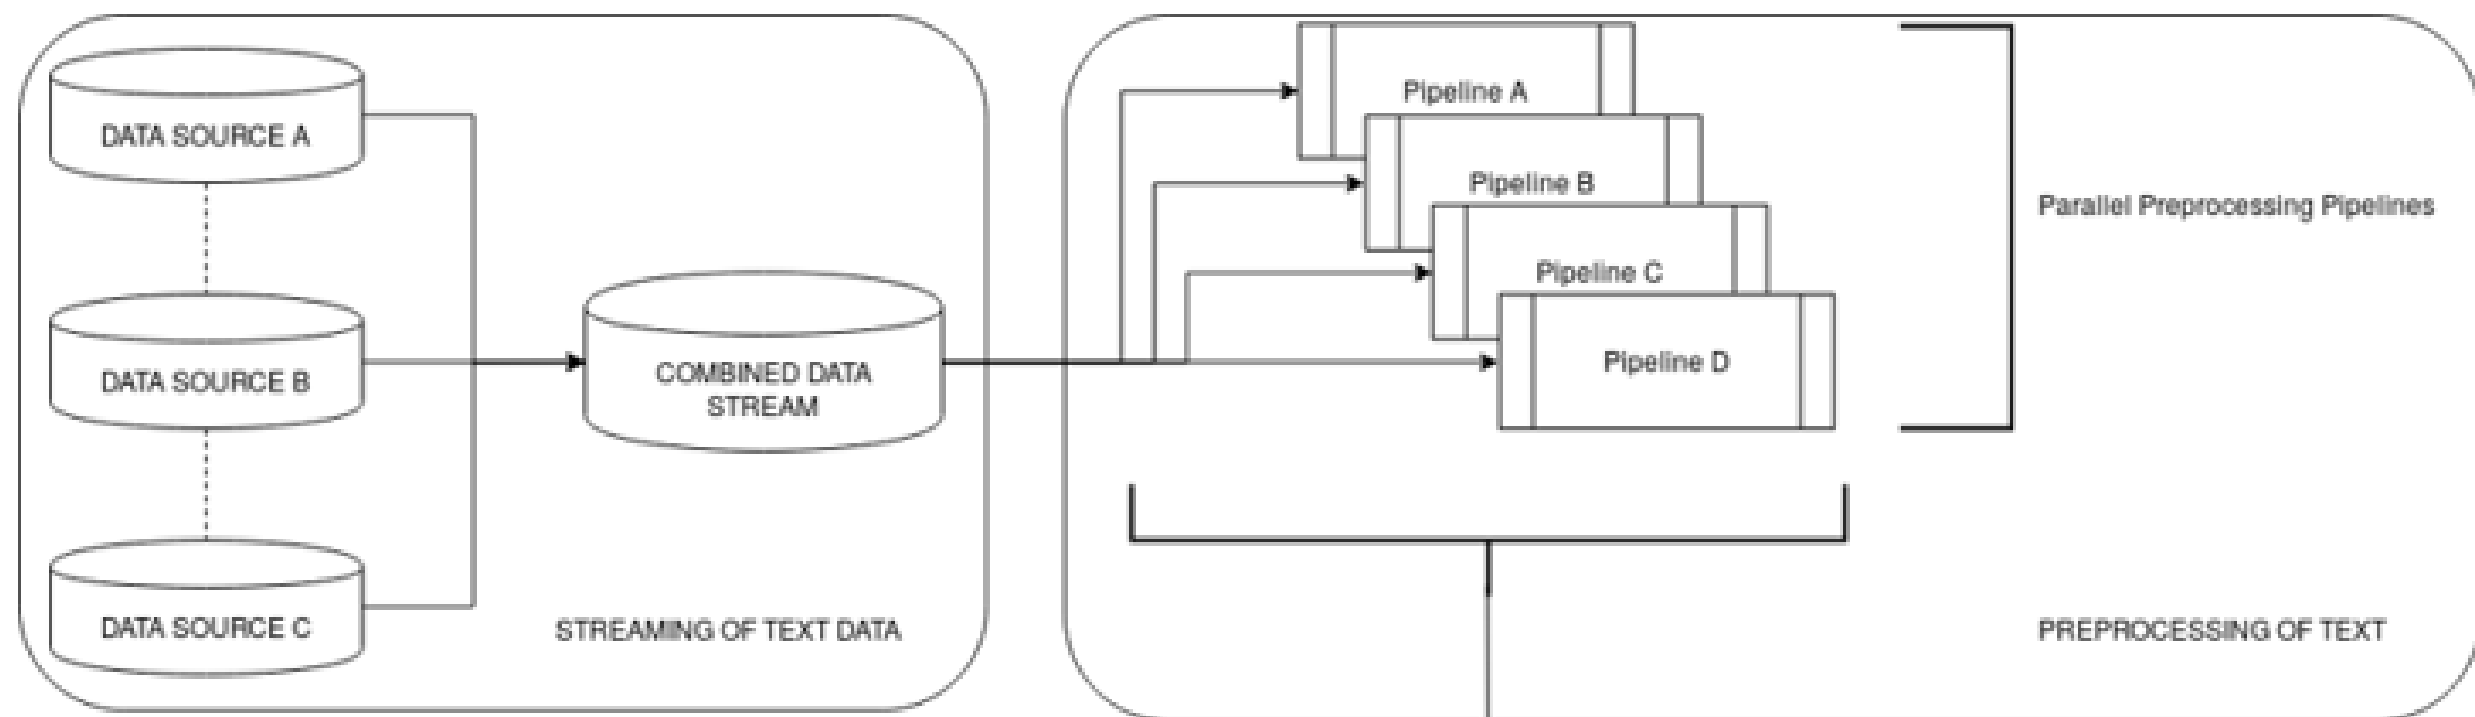 DATA SOURCE A
DATA SOURCE B
DATA SOURCE C
COMBINED DATA
STREAM
STREAMING OF TEXT DATA
Pipeline A
Pipeline B
Pipeline C
Pipeline D
Parallel Preprocessing Pipelines
PREPROCESSING OF TEXT